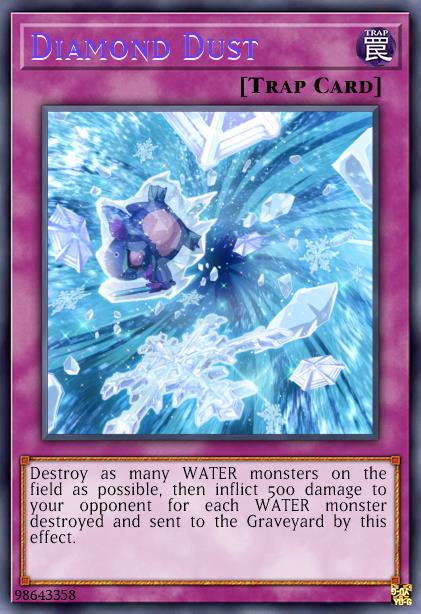 Diamond Dust
TRAP
罠
[Trap Card]
Destroy as many WATER monsters on the
field as possible, then inflict 500 damage to
your opponent for each WATER monster
destroyed and sent to the Graveyard by this
effect.
98643358